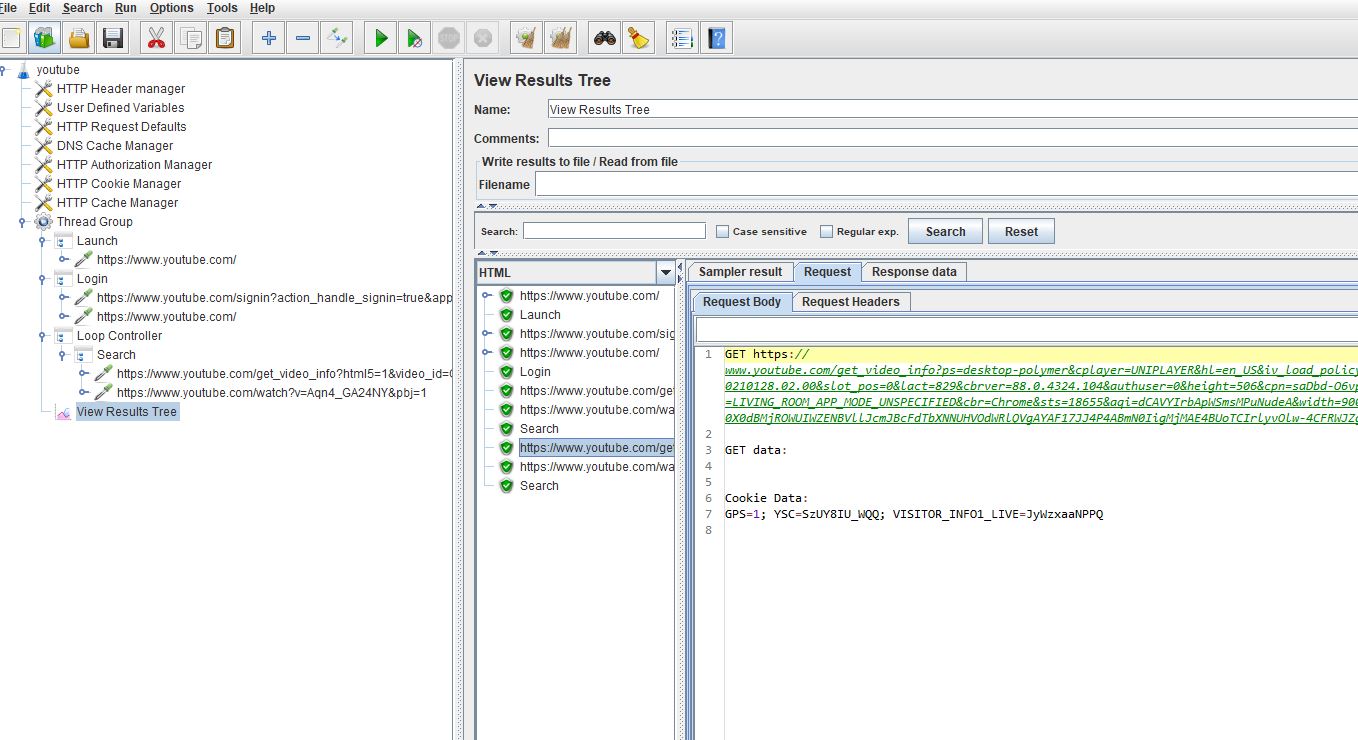 File Edit Search Run Options Tools Help
youtube
HTTP Header manager
User Defined Variables
HTTP Request Defaults
DNS Cache Manager
HTTP Authorization Manager
HTTP Cookie Manager
HTTP Cache Manager
Thread Group
Launch
https://www.youtube.com/
Login
https://www.youtube.com/signin?action_handle_signin=true&app
https://www.youtube.com/
Loop Controller
Search
https://www.youtube.com/get_video_info?html5=1&video_id=
https://www.youtube.com/watch?v=Aqn4_GA24NY&pbj=1
View Results Tree
View Results Tree
Name: View Results Tree
Comments:
Write results to file / Read from file
Filename
Search: Case sensitive Regular exp. Search Reset
HTML
https://www.youtube.com/
Launch
https://www.youtube.com/sig
https://www.youtube.com/
Login
https://www.youtube.com/get
https://www.youtube.com/wa
Search
https://www.youtube.com/get
https://www.youtube.com/wa
Search
Sampler result Request Response data
Request Body Request Headers
1 GET https://
www.youtube.com/get_video_info?ps=desktop-polymer&cplayer=UNIPLAYER&hl=en_US&iv_load_policy
0210128.02.00&slot_pos=0&lact=829&cbrver=88.0.4324.104&authuser=0&height=506&cpn=saDbd-O6vp
=LIVING_ROOM_APP_MODE_UNSPECIFIED&cbr=Chrome&sts=18655&aqi=dCAVYIrbApWSmsMPuNudeA&width=900
0X0dBMjROWUIWZENBVllJcmJBcFdTbXNNUHVOdWRlQVgAYAF17JJ4P4ABmN0IigMjMAE4BUoTCIrlyvOlw-4CFRWJZg
2
3 GET data:
4
5
6 Cookie Data:
7 GPS=1; YSC=SzUY8IU_WQQ; VISITOR_INFO1_LIVE=JyWzxaaNPPQ
8